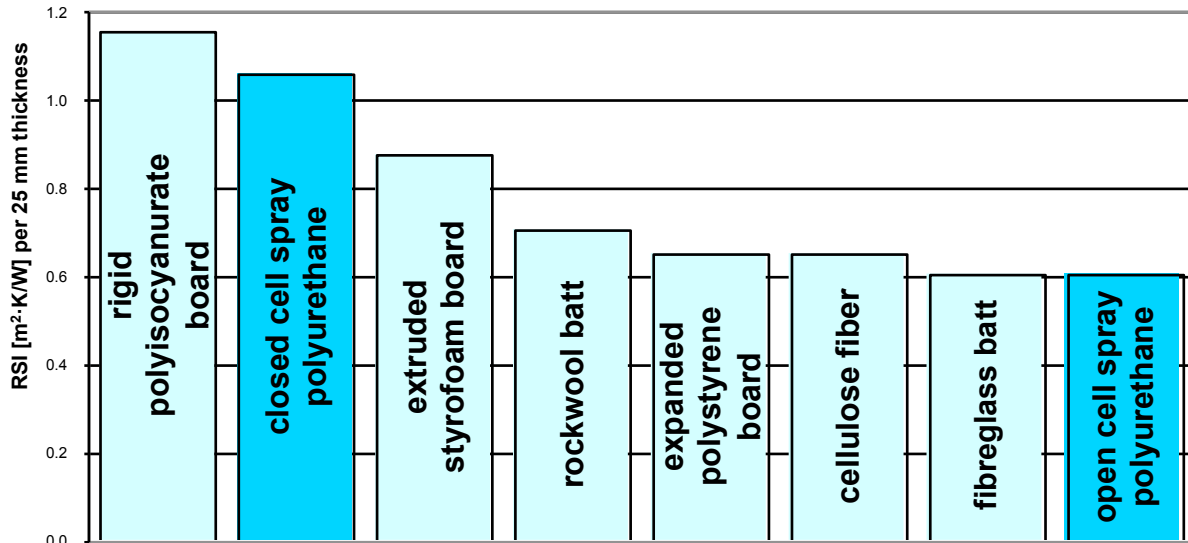 RSI [m²·K/W] per 25 mm thickness
1.2
1.0
0.8
0.6
0.4
0.2
0.0
rigid
polyisocyanurate
board
closed cell spray
polyurethane
extruded
styrofoam board
rockwool batt
expanded
polystyrene
board
cellulose fiber
fibreglass batt
open cell spray
polyurethane